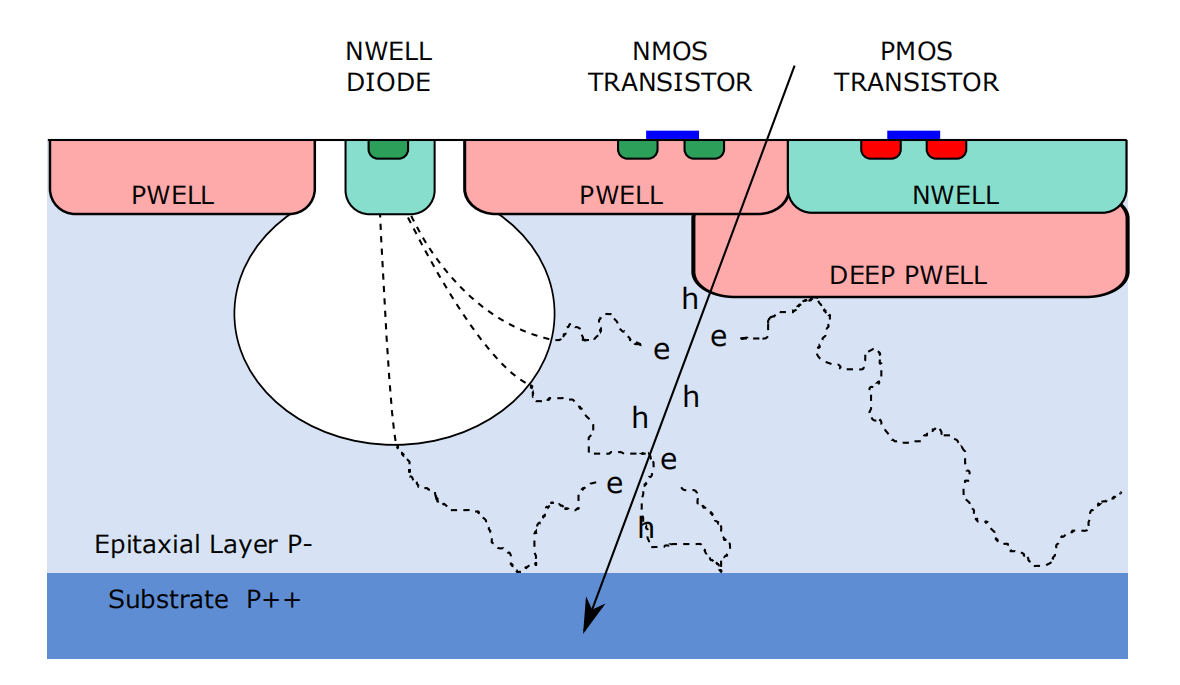 NWELL
DIODE
NMOS
TRANSISTOR
PMOS
TRANSISTOR
PWELL
PWELL
NWELL
DEEP PWELL
h
e
e
h
h
e
e
h
Epitaxial Layer P-
Substrate P++